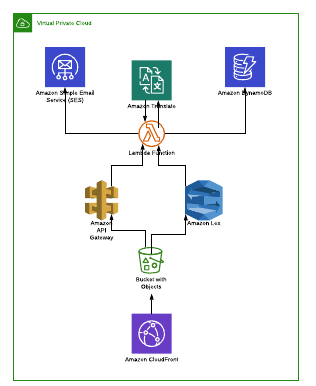 Virtual Private Cloud
Amazon Simple Email
Service (SES)
Amazon Translate
Amazon DynamoDB
Lambda Function
Amazon
API
Gateway
Amazon Lex
Bucket with
Objects
Amazon CloudFront